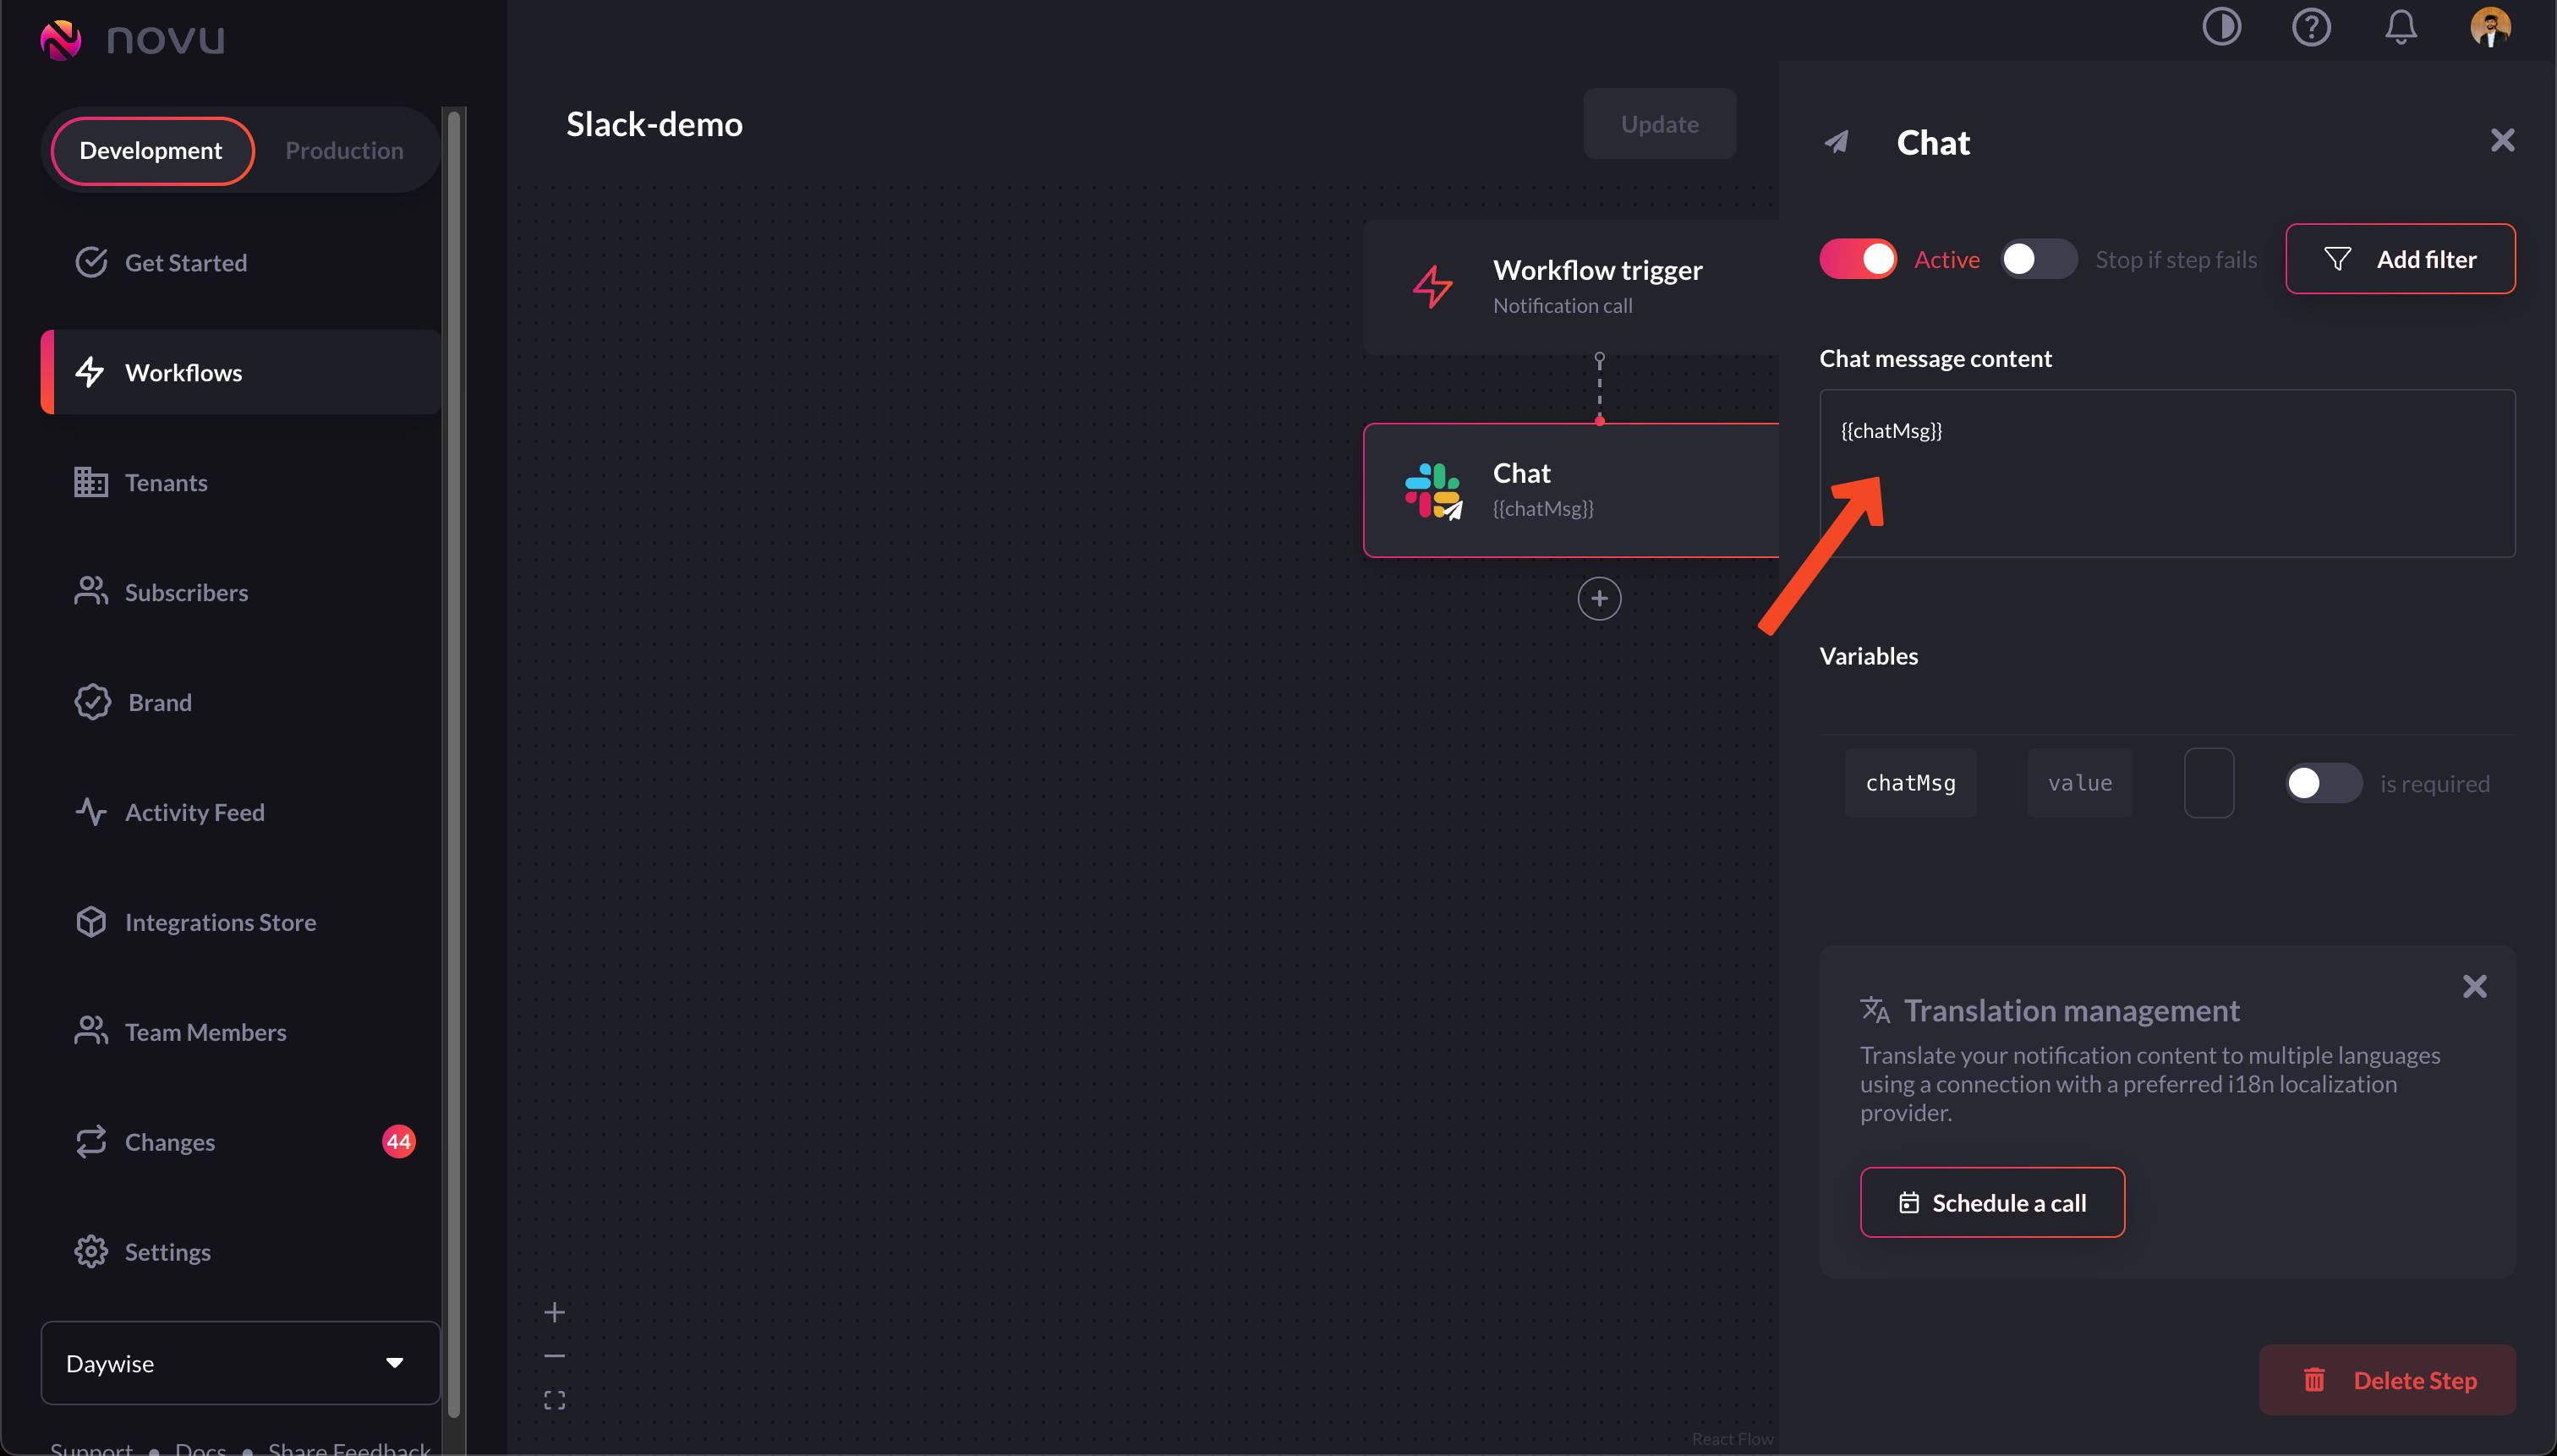 novu
Development
Production
Get Started
Workflows
Tenants
Subscribers
Brand
Activity Feed
Integrations Store
Team Members
Changes
44
Settings
Daywise
Support • Docs • Share Feedback
Slack-demo
Update
Workflow trigger
Notification call
Chat
{{chatMsg}}
React Flow
Chat
Active
Stop if step fails
Add filter
Chat message content
{{chatMsg}}
Variables
chatMsg
value
is required
Translation management
Translate your notification content to multiple languages
using a connection with a preferred i18n localization
provider.
Schedule a call
Delete Step